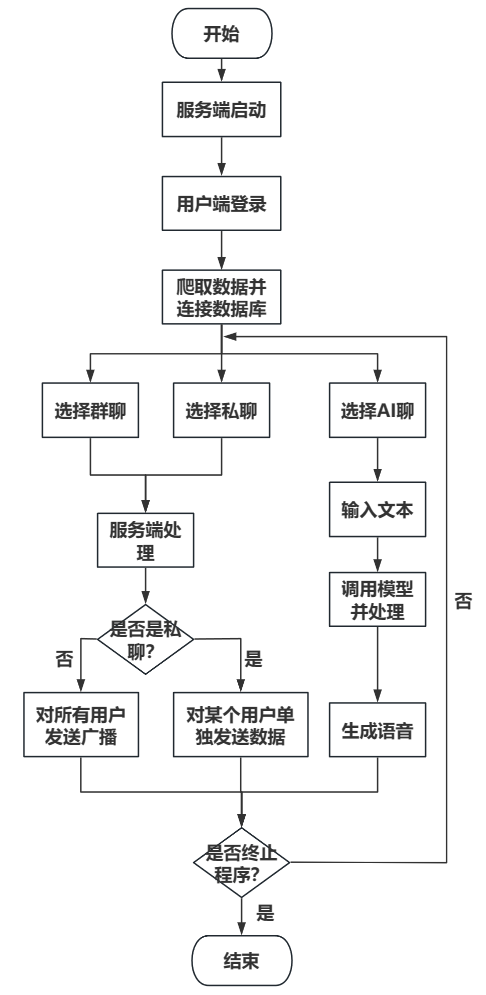 开始
服务端启动
用户端登录
爬取数据并
连接数据库
选择群聊
选择私聊
选择AI聊
输入文本
服务端处
理
调用模型
并处理
否
是否是私
聊？
否
是
对所有用户
发送广播
对某个用户单
独发送数据
生成语音
是否终止
程序？
是
结束